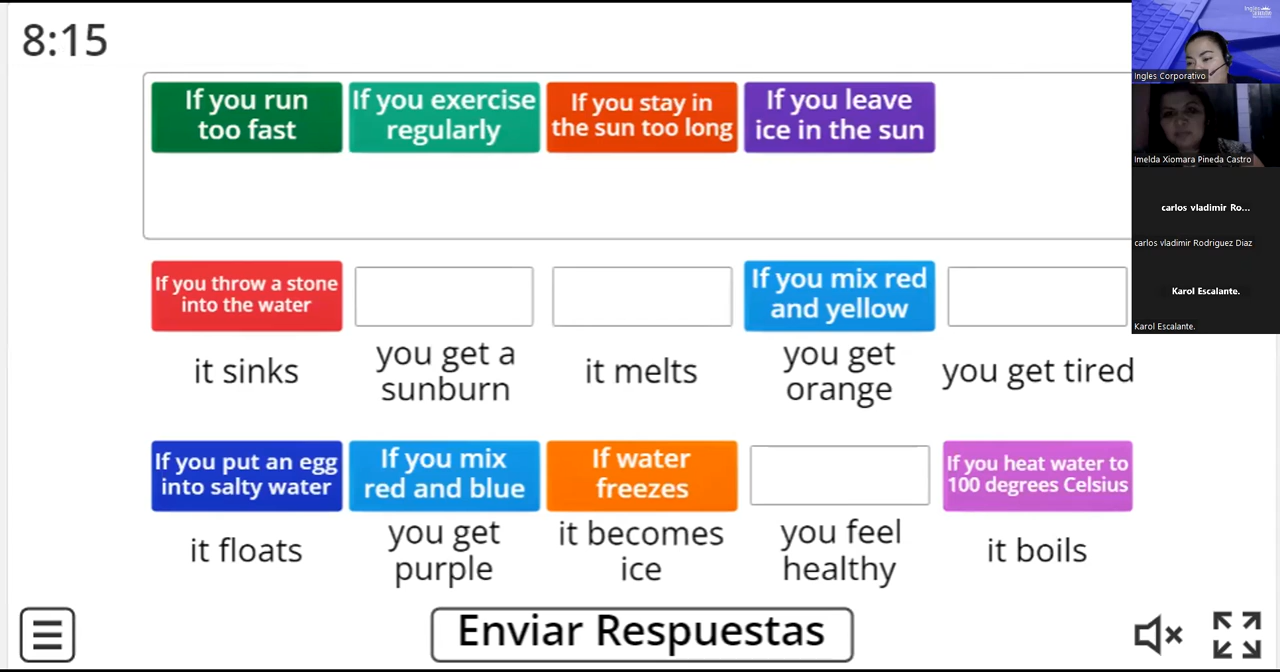 8:15
If you run
too fast
If you exercise
regularly
If you stay in
the sun too long
If you leave
ice in the sun
If you throw a stone
into the water
If you mix red
and yellow
it sinks
you get a
sunburn
it melts
you get
orange
you get tired
If you put an egg
into salty water
If you mix
red and blue
If water
freezes
If you heat water to
100 degrees Celsius
it floats
you get
purple
it becomes
ice
you feel
healthy
it boils
Enviar Respuestas
Ingles Corporativo
Imelda Xiomara Pineda Castro
carlos vladimir Ro...
carlos vladimir Rodriguez Diaz
Karol Escalante.
Karol Escalante.